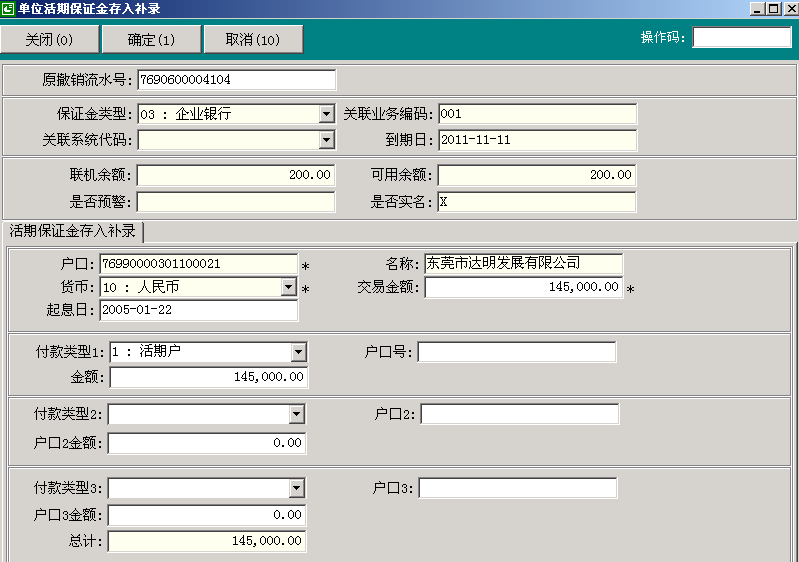 单位活期保证金存入补录
关闭(0) 确定(1) 取消(10) 操作码:
原撤销流水号: 7690600004104
保证金类型: 03 : 企业银行 关联业务编码: 001
关联系统代码: 到期日: 2011-11-11
联机余额: 200.00 可用余额: 200.00
是否预警: 是否实名: X
活期保证金存入补录
户口: 76990000301100021 * 名称: 东莞市达明发展有限公司
货币: 10 : 人民币 * 交易金额: 145,000.00 *
起息日: 2005-01-22
付款类型1: 1 : 活期户 户口号:
金额: 145,000.00
付款类型2: 户口2:
户口2金额: 0.00
付款类型3: 户口3:
户口3金额: 0.00
总计: 145,000.00